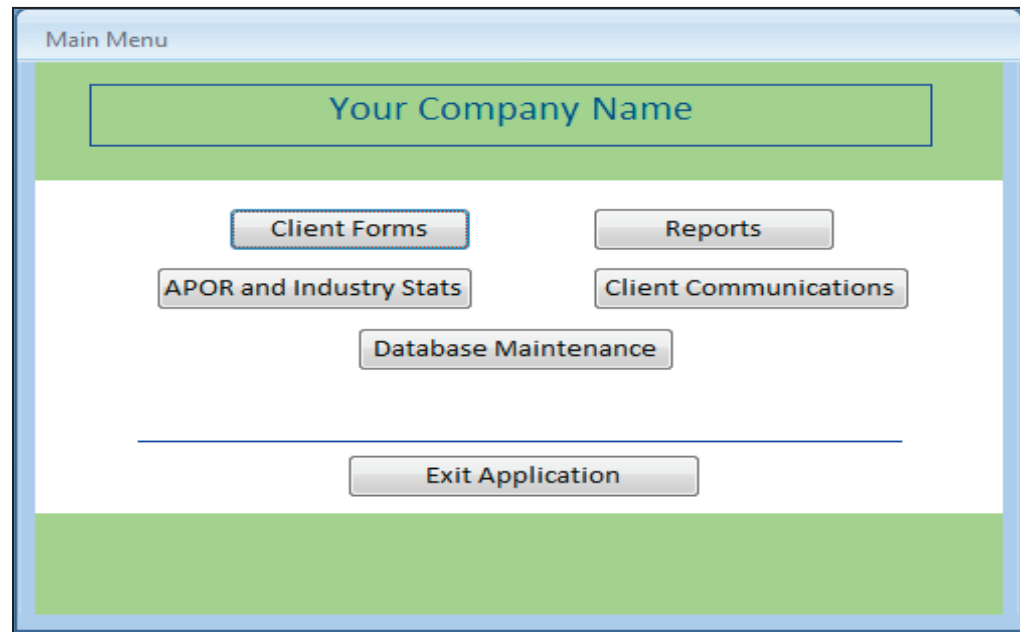 Main Menu
Your Company Name
Client Forms
Reports
APOR and Industry Stats
Client Communications
Database Maintenance
Exit Application